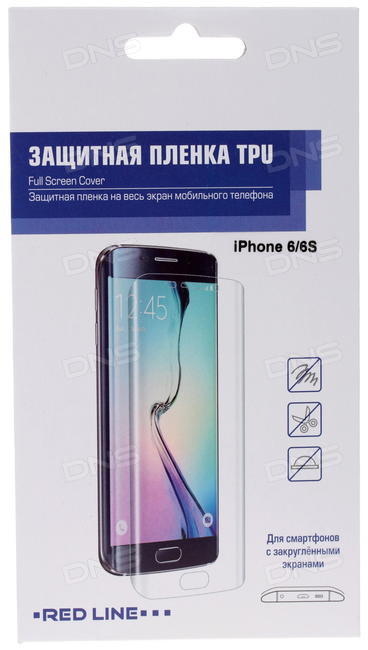 ЗАЩИТНАЯ ПЛЕНКА TPU
Full Screen Cover
Защитная пленка на весь экран мобильного телефона
iPhone 6/6S
12:45
Для смартфонов
с закруглёнными
экранами
RED LINE
DNS